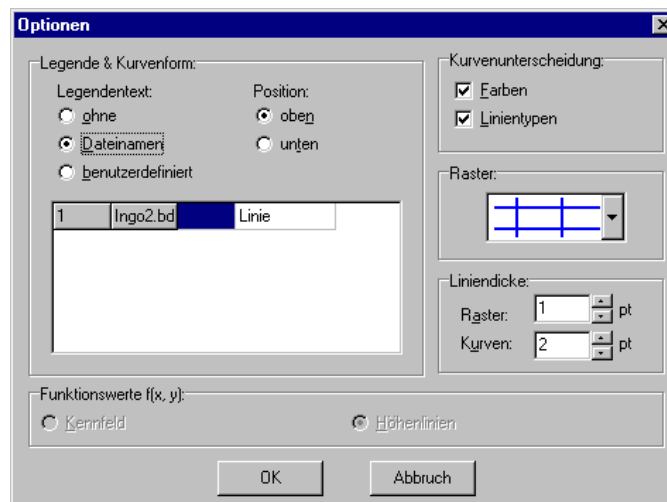 Optionen
Legende & Kurvenform:
Legendentext:
ohne
Dateinamen
benutzerdefiniert
Position:
oben
unten
1 Ingo2.bd Linie
Kurvenunterscheidung:
Farben
Linientypen
Raster:
Liniendicke:
Raster: 1 pt
Kurven: 2 pt
Funktionswerte f(x, y):
Kennfeld
Höhenlinien
OK
Abbruch